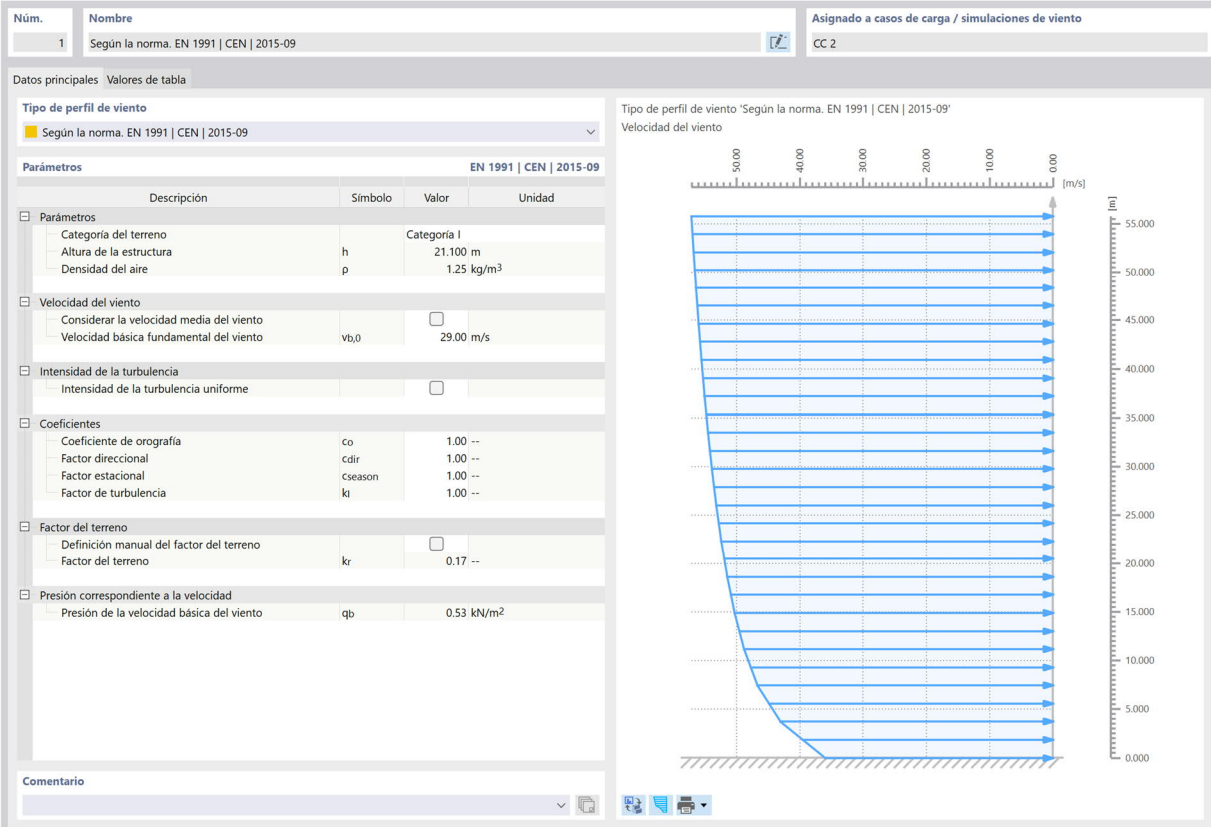 Núm.
Nombre
Asignado a casos de carga / simulaciones de viento
1
Según la norma. EN 1991 | CEN | 2015-09
CC 2
Datos principales Valores de tabla
Tipo de perfil de viento
Según la norma. EN 1991 | CEN | 2015-09
Parámetros EN 1991 | CEN | 2015-09
Descripción Símbolo Valor Unidad
Parámetros
Categoría del terreno Categoría I
Altura de la estructura h 21.100 m
Densidad del aire ρ 1.25 kg/m3
Velocidad del viento
Considerar la velocidad media del viento
Velocidad básica fundamental del viento vb,0 29.00 m/s
Intensidad de la turbulencia
Intensidad de la turbulencia uniforme
Coeficientes
Coeficiente de orografía co 1.00 --
Factor direccional cdir 1.00 --
Factor estacional cseason 1.00 --
Factor de turbulencia kI 1.00 --
Factor del terreno
Definición manual del factor del terreno
Factor del terreno kr 0.17 --
Presión correspondiente a la velocidad
Presión de la velocidad básica del viento qb 0.53 kN/m2
Comentario
Tipo de perfil de viento 'Según la norma. EN 1991 | CEN | 2015-09'
Velocidad del viento
50.00 40.00 30.00 20.00 10.00 0.00
[m/s]
[m]
55.000
50.000
45.000
40.000
35.000
30.000
25.000
20.000
15.000
10.000
5.000
0.000